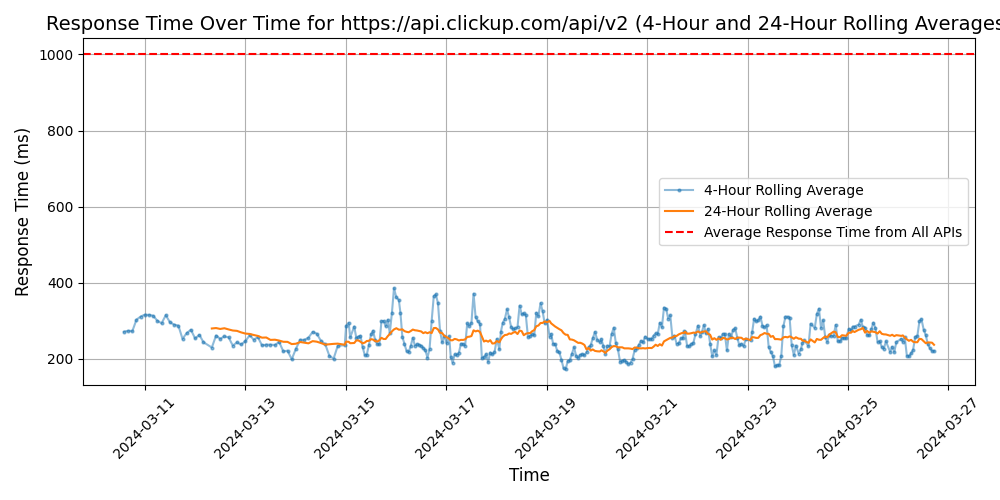 Response Time Over Time for https://api.clickup.com/api/v2 (4-Hour and 24-Hour Rolling Averages
Response Time (ms)
1000
800
600
400
200
4-Hour Rolling Average
24-Hour Rolling Average
Average Response Time from All APIs
2024-03-11
2024-03-13
2024-03-15
2024-03-17
2024-03-19
2024-03-21
2024-03-23
2024-03-25
2024-03-27
Time